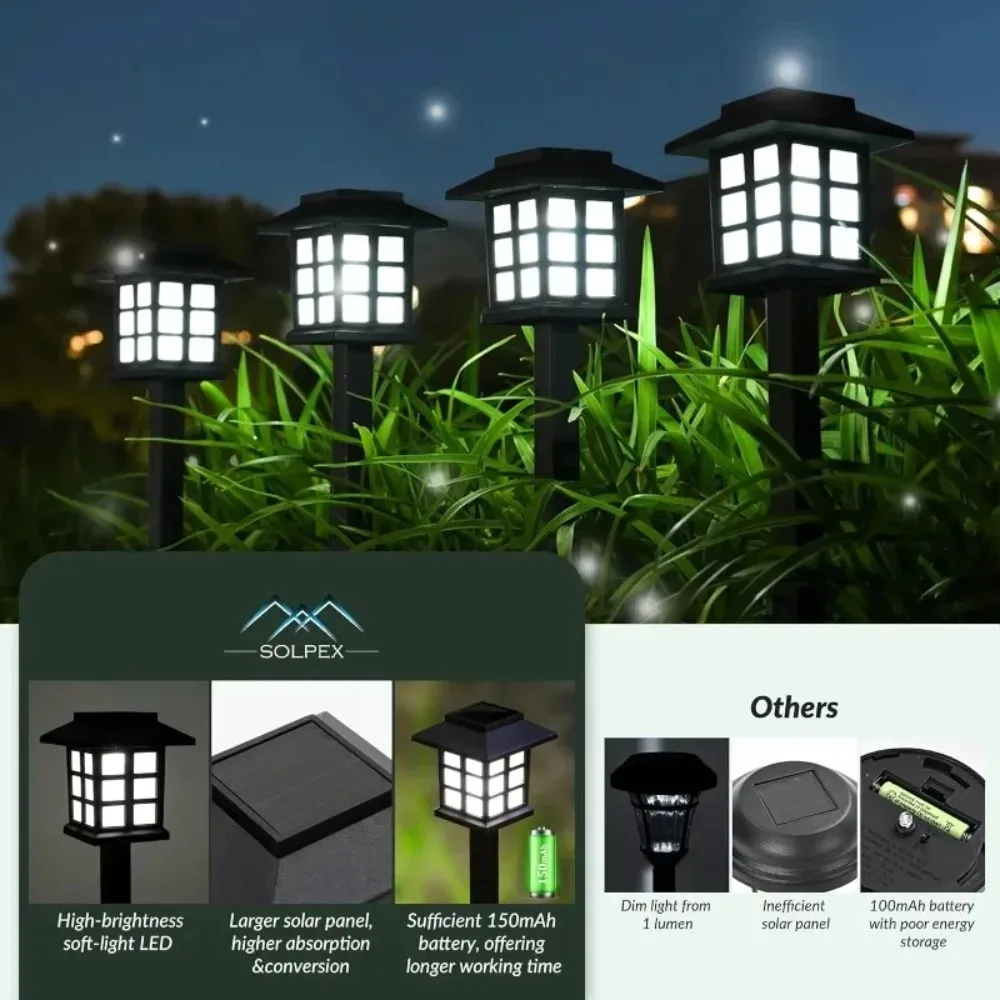 SOLPEX
High-brightness
soft-light LED
Larger solar panel,
higher absorption
&conversion
150mAh
Sufficient 150mAh
battery, offering
longer working time
Others
Dim light from
1 lumen
Inefficient
solar panel
100mAh battery
with poor energy
storage